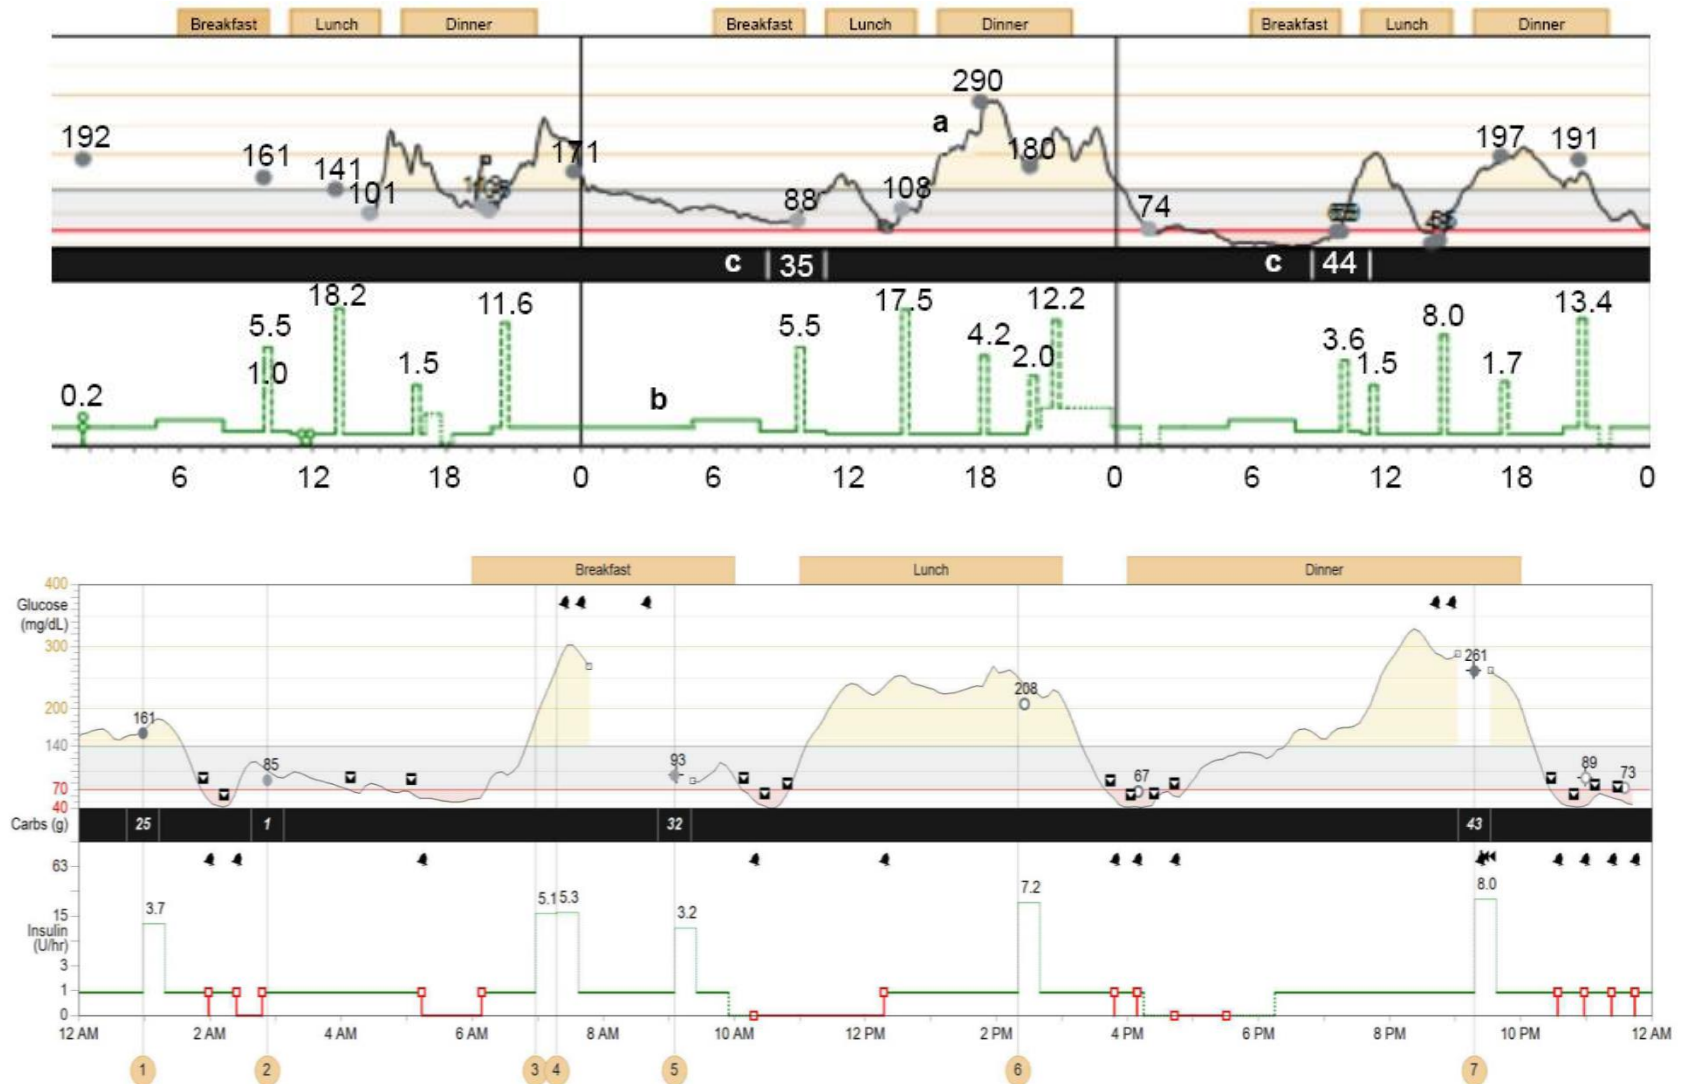 Breakfast Lunch Dinner Breakfast Lunch Dinner Breakfast Lunch Dinner
290
192 161 141 101 171 a 180 197 191
88 108 74
c 35 c 44
18.2 17.5 12.2 13.4
5.5 11.6 5.5 4.2 3.6 8.0
1.0 1.5 2.0 1.5 1.7
0.2 b
6 12 18 0 6 12 18 0 6 12 18 0
Breakfast Lunch Dinner
400
Glucose
(mg/dL)
300
261
200 161 208
140
93 85 89 73
70 67
40
Carbs (g) 25 1 32 43
63
8.0
7.2
5.1 5.3
15 3.7 3.2
Insulin
(U/hr)
3
1
0
12 AM 2 AM 4 AM 6 AM 8 AM 10 AM 12 PM 2 PM 4 PM 6 PM 8 PM 10 PM 12 AM
1 2 3 4 5 6 7